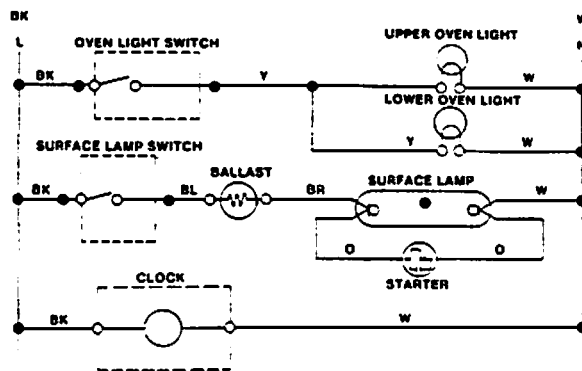 BK
L
OVEN LIGHT SWITCH
UPPER OVEN LIGHT
BK
Y
W
LOWER OVEN LIGHT
Y
W
SURFACE LAMP SWITCH
BALLAST
SURFACE LAMP
BK
BL
BR
W
O
O
STARTER
CLOCK
BK
W